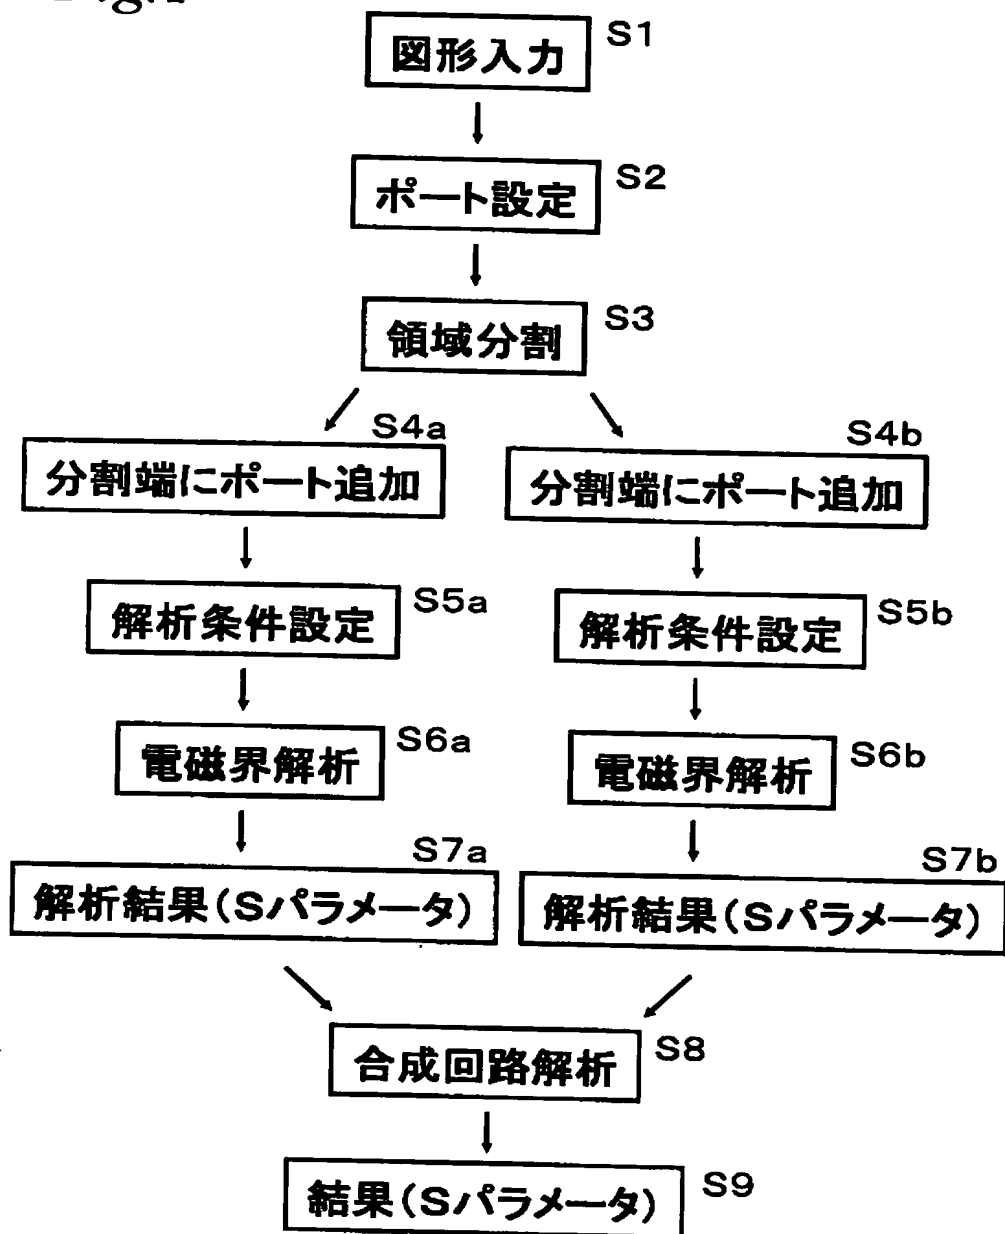 S1
図形入力
S2
ポート設定
S3
領域分割
S4a
S4b
分割端にポート追加
分割端にポート追加
S5a
S5b
解析条件設定
解析条件設定
S6a
S6b
電磁界解析
電磁界解析
S7a
S7b
解析結果(Sパラメータ)
解析結果(Sパラメータ)
S8
合成回路解析
S9
結果(Sパラメータ)